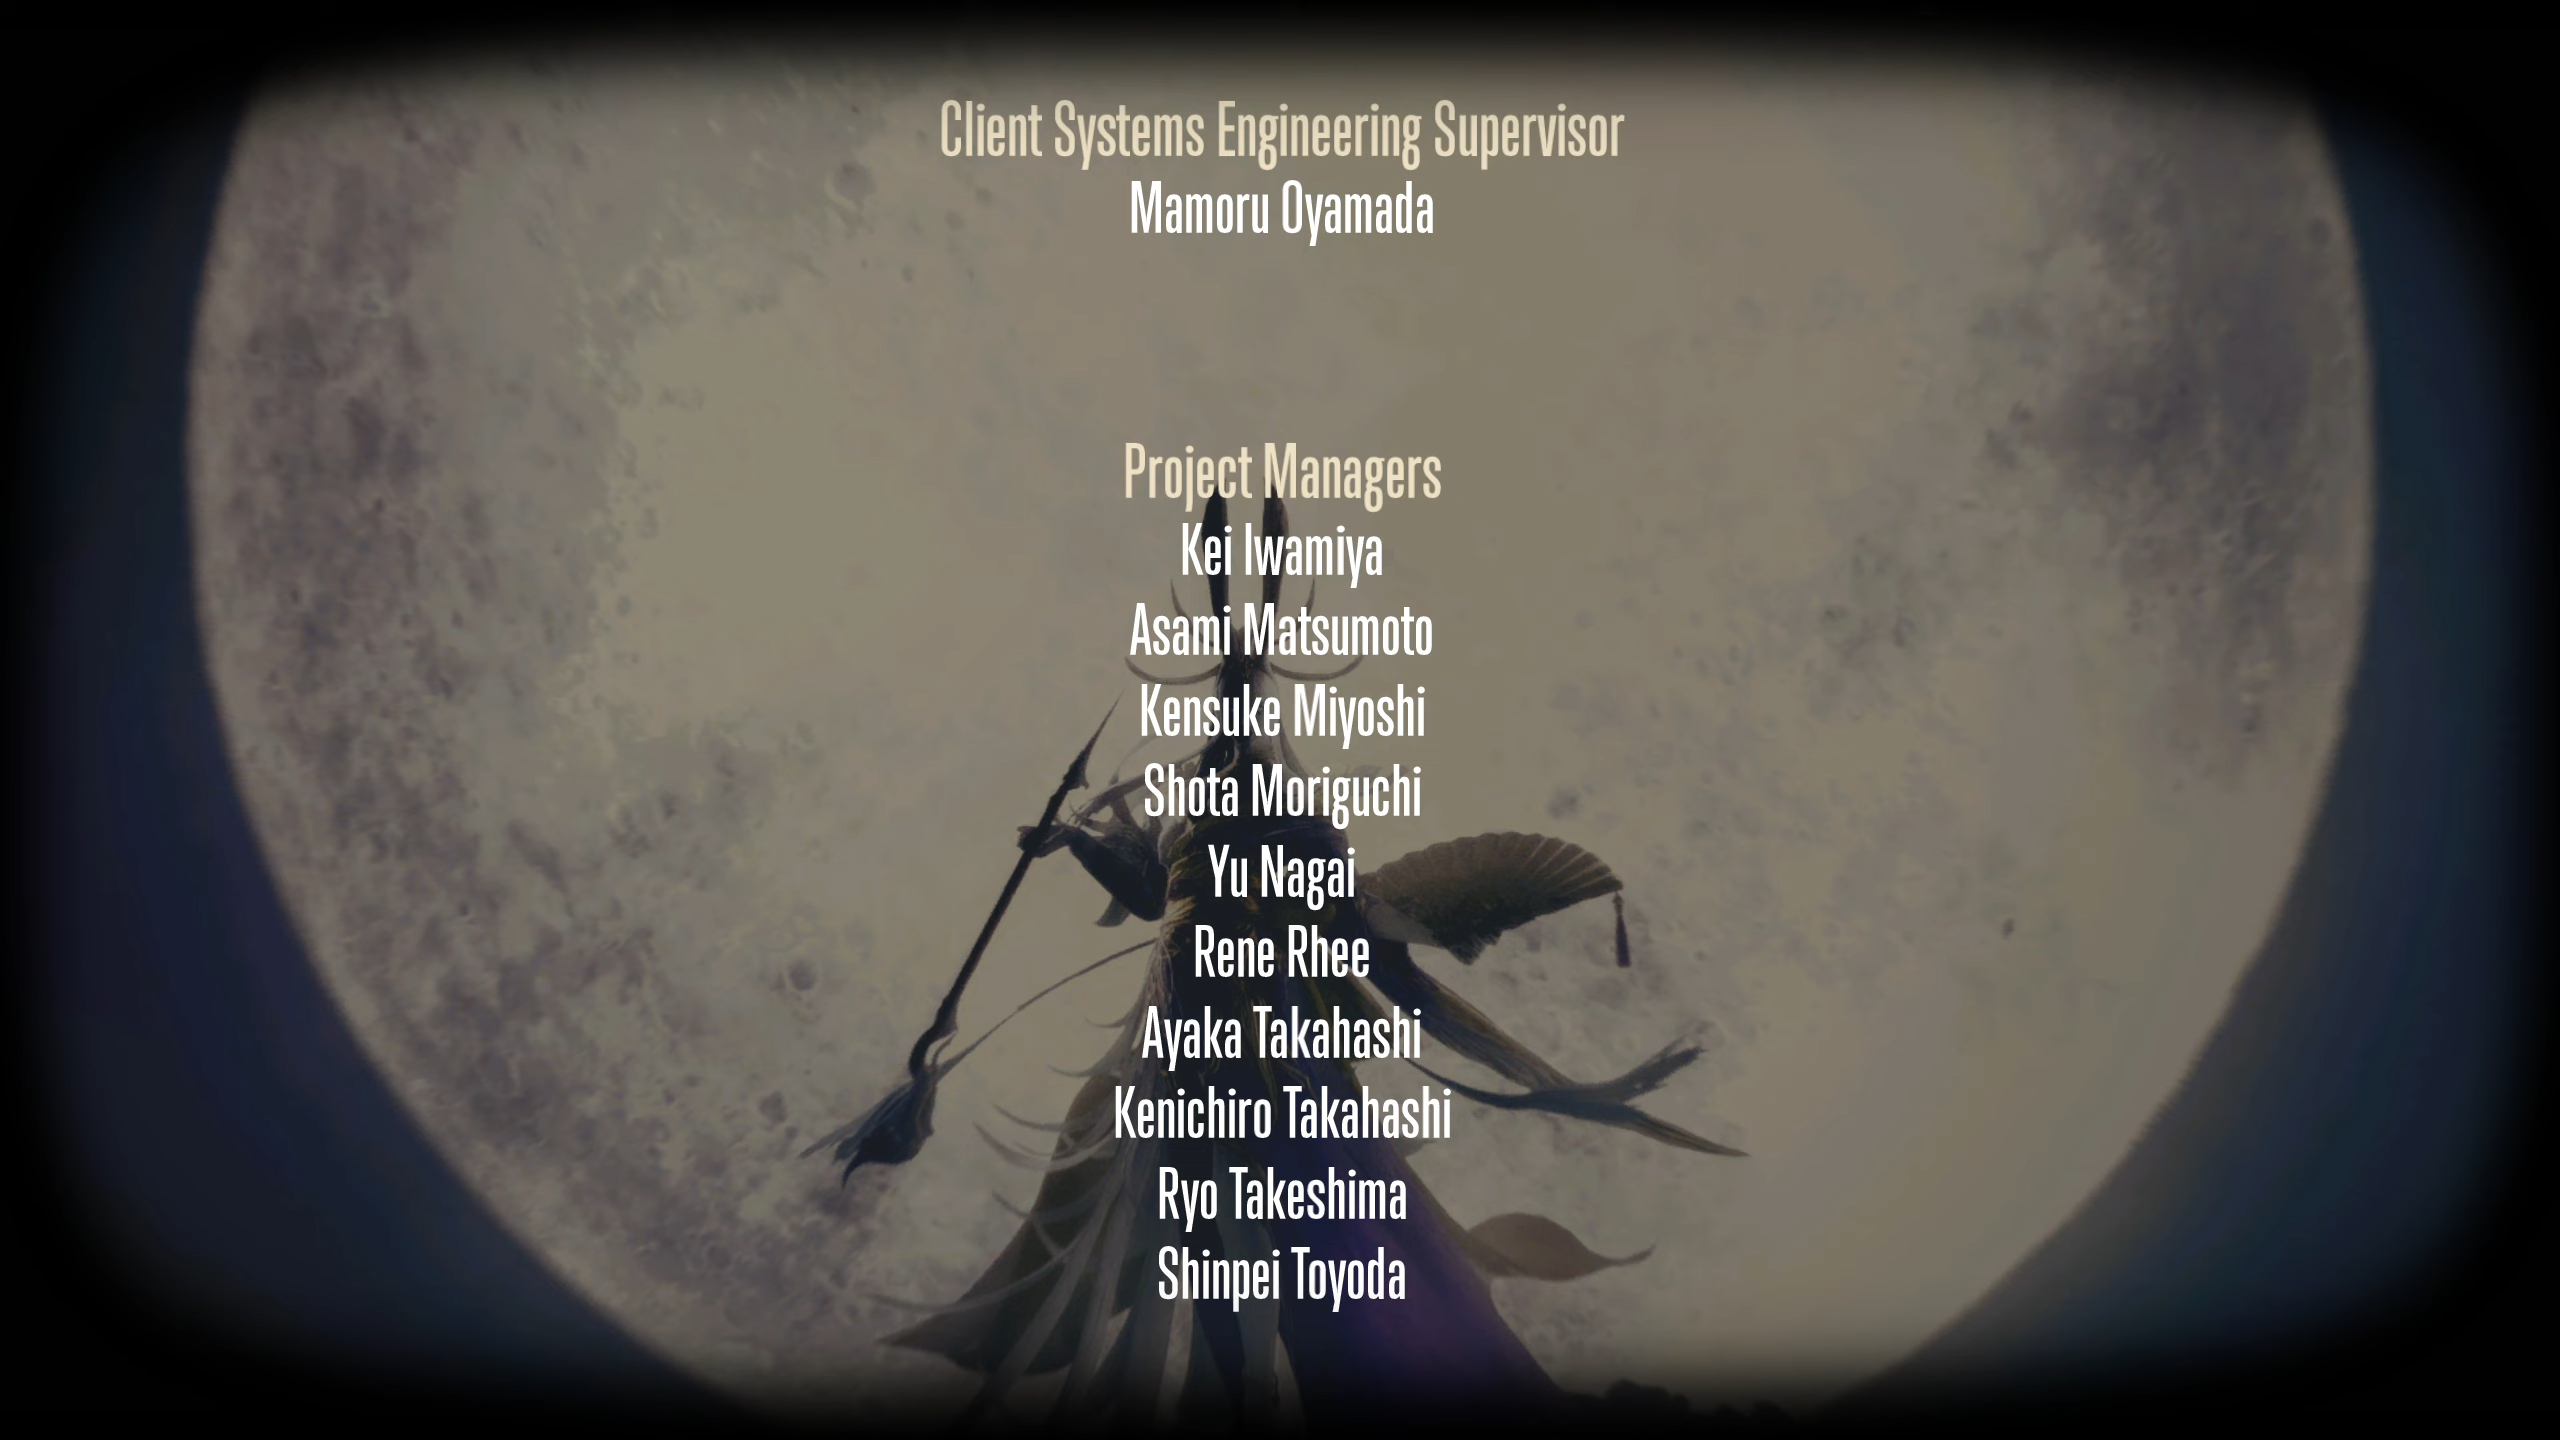 Client Systems Engineering Supervisor
Mamoru Oyamada
Project Managers
Kei Iwamiya
Asami Matsumoto
Kensuke Miyoshi
Shota Moriguchi
Yu Nagai
Rene Rhee
Ayaka Takahashi
Kenichiro Takahashi
Ryo Takeshima
Shinpei Toyoda